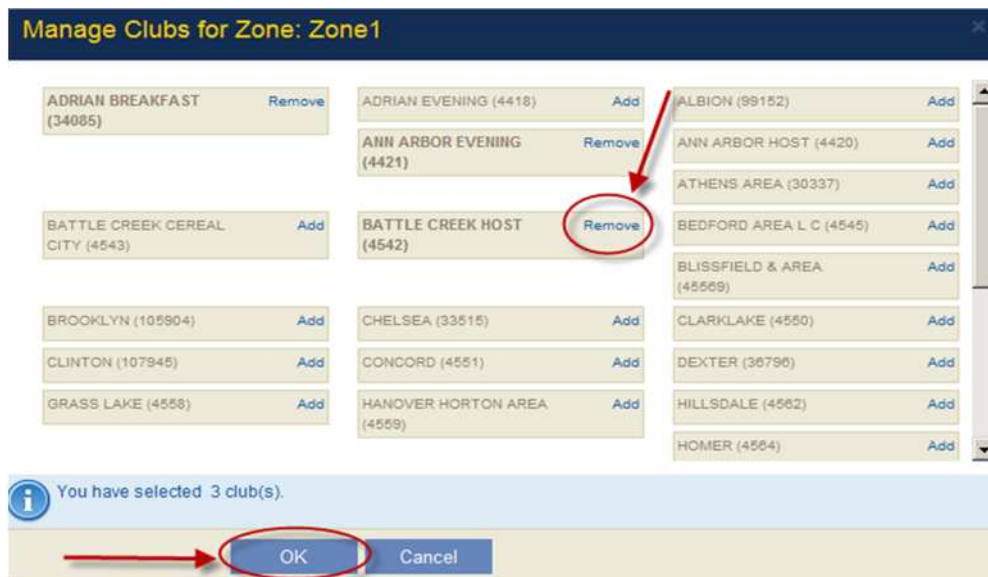 Manage Clubs for Zone: Zone1
×
ADRIAN BREAKFAST Remove
(34085)
ADRIAN EVENING (4418) Add
ALBION (99152) Add
ANN ARBOR EVENING Remove
(4421)
ANN ARBOR HOST (4420) Add
ATHENS AREA (30337) Add
BATTLE CREEK CEREAL Add
CITY (4543)
BATTLE CREEK HOST Remove
(4542)
BEDFORD AREA L C (4545) Add
BLISSFIELD & AREA Add
(45569)
BROOKLYN (105904) Add
CHELSEA (33515) Add
CLARKLAKE (4550) Add
CLINTON (107945) Add
CONCORD (4551) Add
DEXTER (36796) Add
GRASS LAKE (4558) Add
HANOVER HORTON AREA Add
(4559)
HILLSDALE (4562) Add
HOMER (4564) Add
i
You have selected 3 club(s).
OK
Cancel